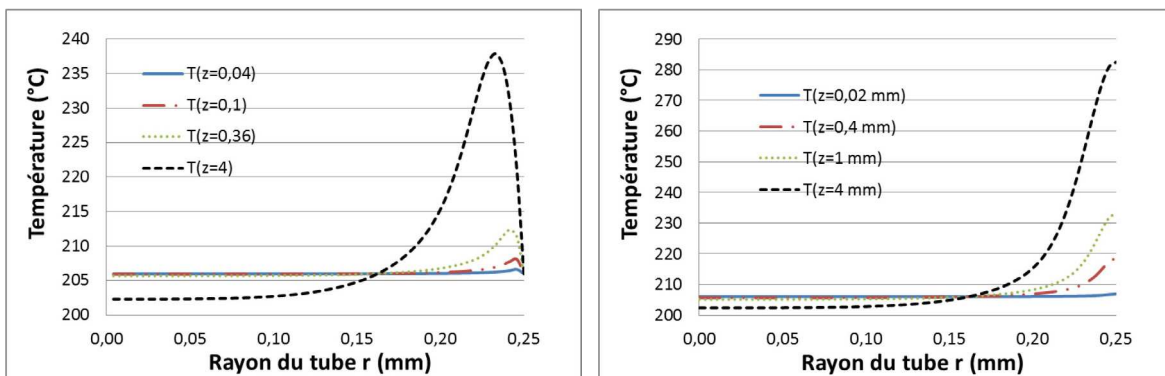 240
235
230
225
220
215
210
205
200
Température (°C)
T(z=0,04)
T(z=0,1)
T(z=0,36)
T(z=4)
0,00 0,05 0,10 0,15 0,20 0,25
Rayon du tube r (mm)
290
280
270
260
250
240
230
220
210
200
Température (°C)
T(z=0,02 mm)
T(z=0,4 mm)
T(z=1 mm)
T(z=4 mm)
0,00 0,05 0,10 0,15 0,20 0,25
Rayon du tube r (mm)